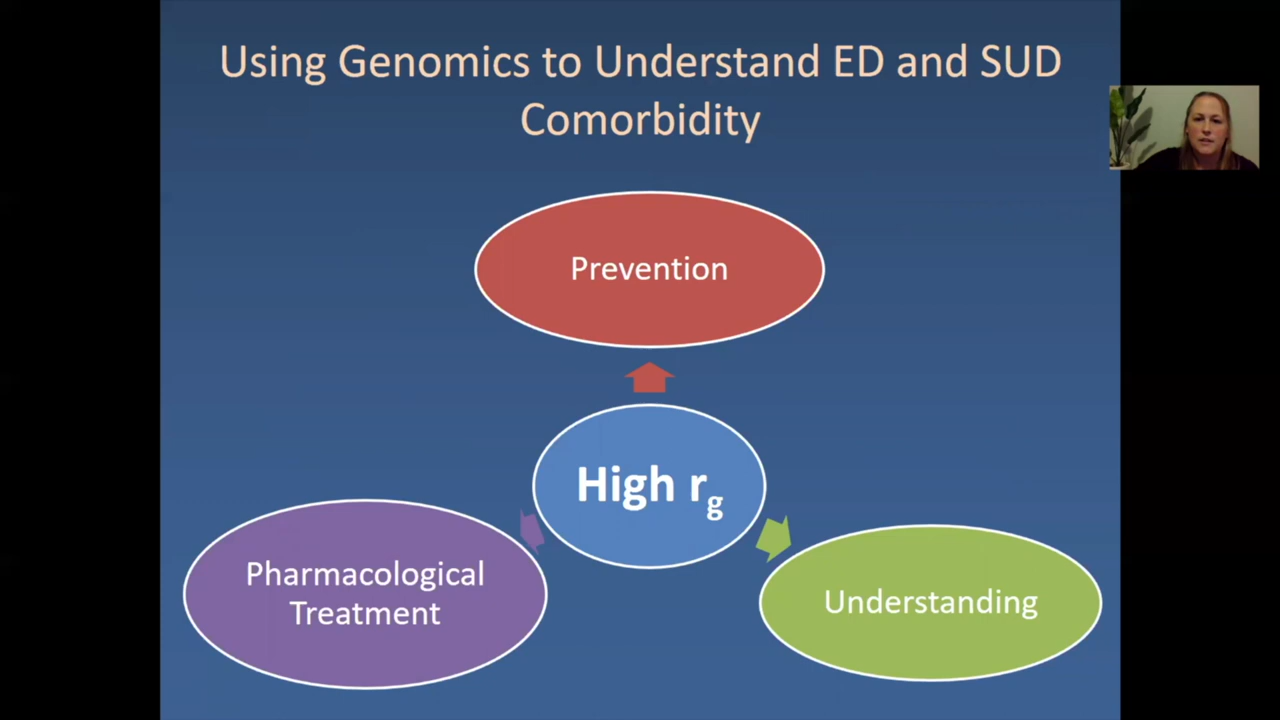 Using Genomics to Understand ED and SUD
Comorbidity
Prevention
High rg
Pharmacological
Treatment
Understanding